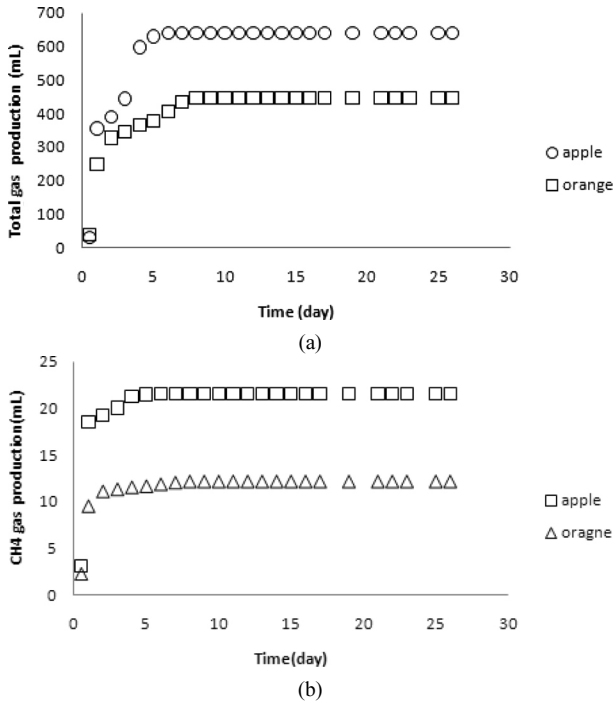 700
600
500
400
300
200
100
0
0 5 10 15 20 25 30
Total gas production (mL)
Time (day)
apple
orange
(a)
25
20
15
10
5
0
0 5 10 15 20 25 30
CH4 gas production(mL)
Time(day)
apple
oragne
(b)